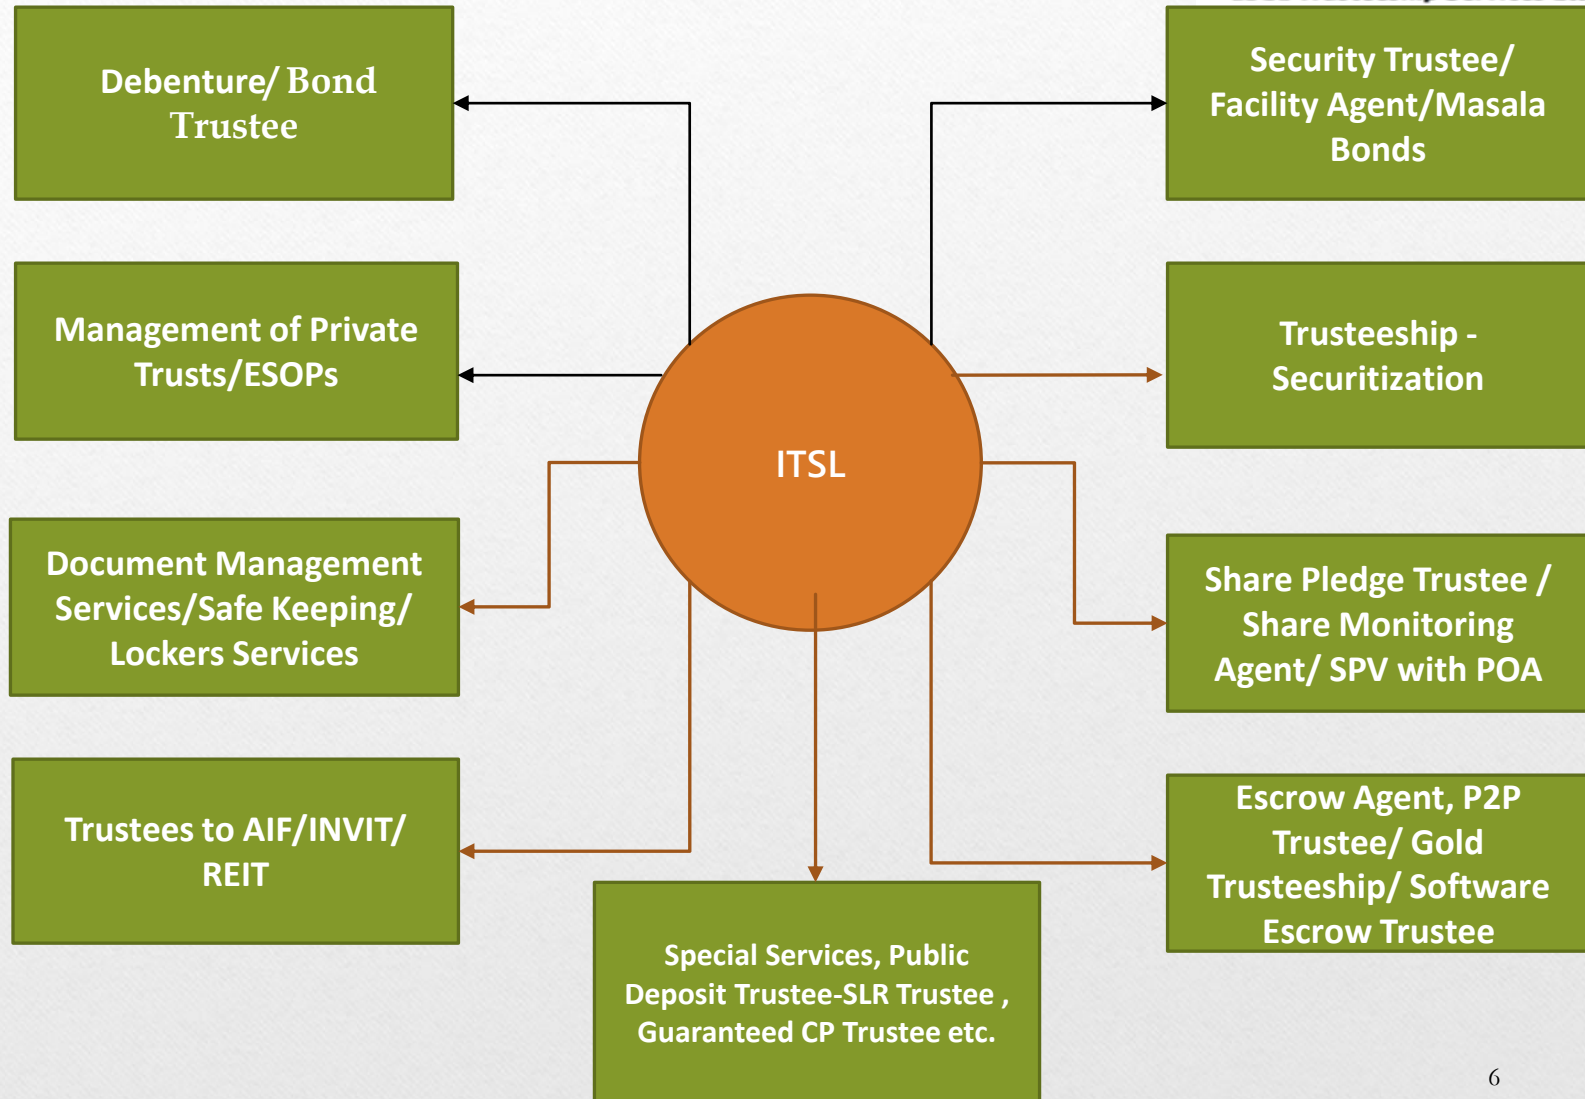 Debenture/ Bond
Trustee
Security Trustee/
Facility Agent/Masala
Bonds
Management of Private
Trusts/ESOPs
Trusteeship -
Securitization
ITSL
Document Management
Services/Safe Keeping/
Lockers Services
Share Pledge Trustee /
Share Monitoring
Agent/ SPV with POA
Trustees to AIF/INVIT/
REIT
Escrow Agent, P2P
Trustee/ Gold
Trusteeship/ Software
Escrow Trustee
Special Services, Public
Deposit Trustee-SLR Trustee ,
Guaranteed CP Trustee etc.
6